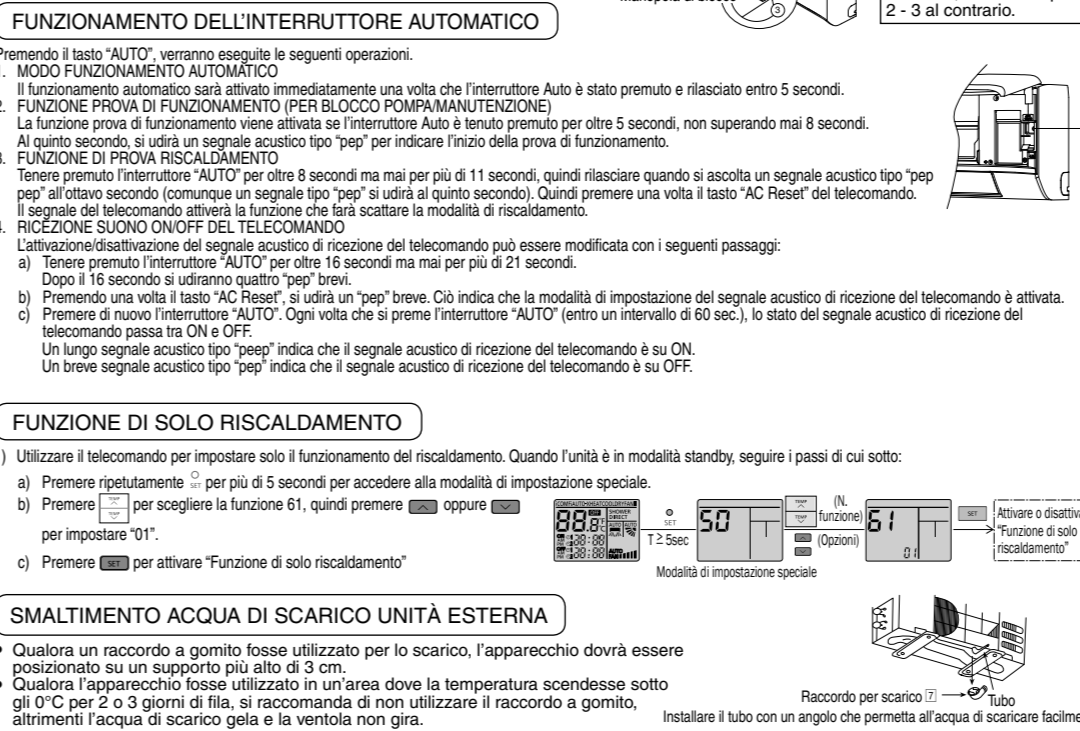 2 - 3 al contrario.
3
FUNZIONAMENTO DELL'INTERRUTTORE AUTOMATICO
Premendo il tasto “AUTO”, verranno eseguite le seguenti operazioni.
MODO FUNZIONAMENTO AUTOMATICO
Il funzionamento automatico sarà attivato immediatamente una volta che l’interruttore Auto è stato premuto e rilasciato entro 5 secondi.
FUNZIONE PROVA DI FUNZIONAMENTO (PER BLOCCO POMPA/MANUTENZIONE)
La funzione prova di funzionamento viene attivata se l’interruttore Auto è tenuto premuto per oltre 5 secondi, non superando mai 8 secondi.
Al quinto secondo, si udirà un segnale acustico tipo “pep” per indicare l’inizio della prova di funzionamento.
FUNZIONE DI PROVA RISCALDAMENTO
Tenere premuto l’interruttore “AUTO” per oltre 8 secondi ma mai per più di 11 secondi, quindi rilasciare quando si ascolta un segnale acustico tipo “pep
pep” all’ottavo secondo (comunque un segnale tipo “pep” si udirà al quinto secondo). Quindi premere una volta il tasto “AC Reset” del telecomando.
Il segnale del telecomando attiverà la funzione che farà scattare la modalità di riscaldamento.
RICEZIONE SUONO ON/OFF DEL TELECOMANDO
L’attivazione/disattivazione del segnale acustico di ricezione del telecomando può essere modificata con i seguenti passaggi:
a) Tenere premuto l’interruttore “AUTO” per oltre 16 secondi ma mai per più di 21 secondi.
Dopo il 16 secondo si udiranno quattro “pep” brevi.
b) Premendo una volta il tasto “AC Reset”, si udirà un “pep” breve. Ciò indica che la modalità di impostazione del segnale acustico di ricezione del telecomando è attivata.
c) Premere di nuovo l’interruttore “AUTO”. Ogni volta che si preme l’interruttore “AUTO” (entro un intervallo di 60 sec.), lo stato del segnale acustico di ricezione del
telecomando passa tra ON e OFF.
Un lungo segnale acustico tipo “peep” indica che il segnale acustico di ricezione del telecomando è su ON.
Un breve segnale acustico tipo “pep” indica che il segnale acustico di ricezione del telecomando è su OFF.
FUNZIONE DI SOLO RISCALDAMENTO
) Utilizzare il telecomando per impostare solo il funzionamento del riscaldamento. Quando l’unità è in modalità standby, seguire i passi di cui sotto:
a) Premere ripetutamente SET per più di 5 secondi per accedere alla modalità di impostazione speciale.
b) Premere TEMP TEMP per scegliere la funzione 61, quindi premere oppure
per impostare “01”.
c) Premere SET per attivare “Funzione di solo riscaldamento”
SET
T ≥ 5sec
50
Modalità di impostazione speciale
TEMP
TEMP
(N.
funzione)
(Opzioni)
61
01
SET
Attivare o disattiva
“Funzione di solo
riscaldamento”
SMALTIMENTO ACQUA DI SCARICO UNITÀ ESTERNA
• Qualora un raccordo a gomito fosse utilizzato per lo scarico, l’apparecchio dovrà essere
posizionato su un supporto più alto di 3 cm.
• Qualora l’apparecchio fosse utilizzato in un’area dove la temperatura scendesse sotto
gli 0°C per 2 o 3 giorni di fila, si raccomanda di non utilizzare il raccordo a gomito,
altrimenti l’acqua di scarico gela e la ventola non gira.
Raccordo per scarico 7
Tubo
Installare il tubo con un angolo che permetta all’acqua di scaricare facilme